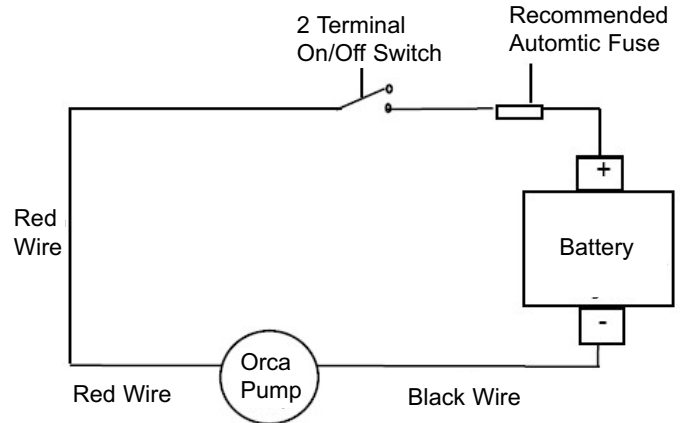 2 Terminal
On/Off Switch
Recommended
Automtic Fuse
+
Red
Wire
Battery
-
Orca
Pump
Red Wire
Black Wire